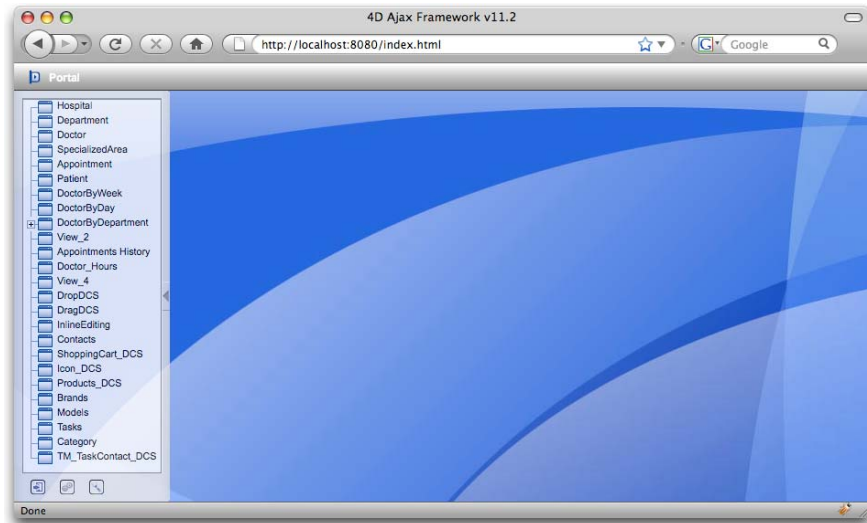 4D Ajax Framework v11.2
http://localhost:8080/index.html
Google
Portal
Hospital
Department
Doctor
SpecializedArea
Appointment
Patient
DoctorByWeek
DoctorByDay
DoctorByDepartment
View_2
Appointments History
Doctor_Hours
View_4
DropDCS
DragDCS
InlineEditing
Contacts
ShoppingCart_DCS
Icon_DCS
Products_DCS
Brands
Models
Tasks
Category
TM_TaskContact_DCS
Done